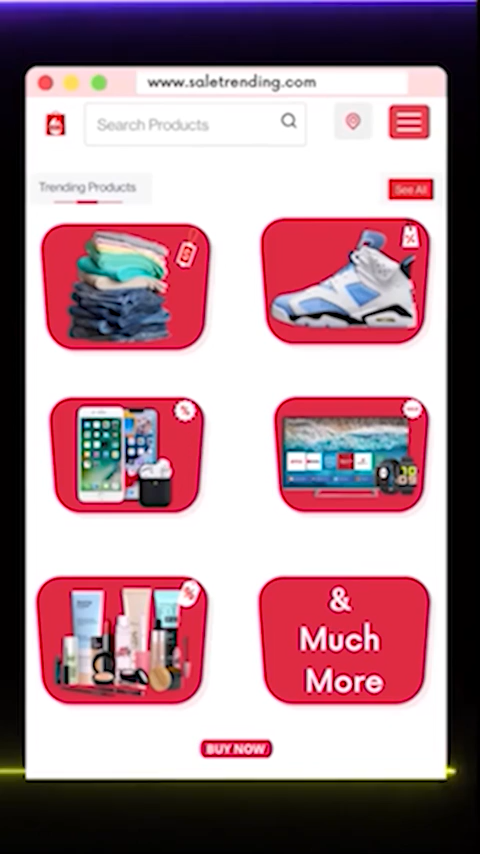 www.saletrending.com
Search Products
Trending Products
See All
&
Much
More
BUY NOW